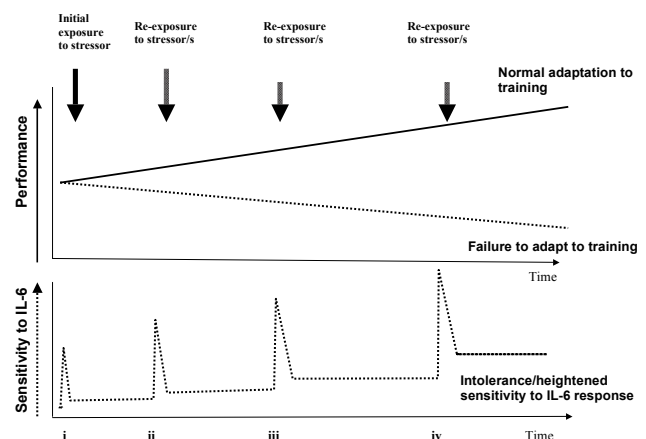 Initial
exposure
to stressor
Re-exposure
to stressor/s
Re-exposure
to stressor/s
Re-exposure
to stressor/s
Normal adaptation to
training
Performance
Failure to adapt to training
Time
Sensitivity to IL-6
Intolerance/heightened
sensitivity to IL-6 response
i
ii
iii
iv
Time